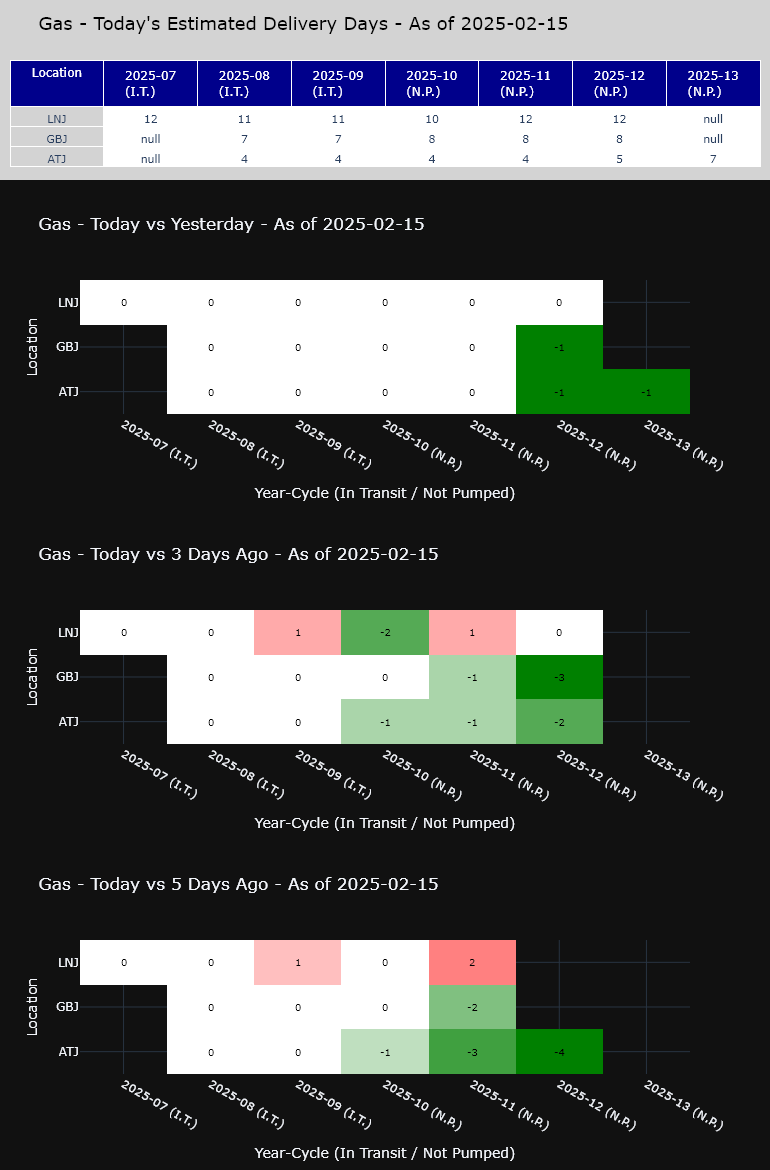 Gas - Today's Estimated Delivery Days - As of 2025-02-15
Location 2025-07 (I.T.) 2025-08 (I.T.) 2025-09 (I.T.) 2025-10 (N.P.) 2025-11 (N.P.) 2025-12 (N.P.) 2025-13 (N.P.)
LNJ 12 11 11 10 12 12 null
GBJ null 7 7 8 8 8 null
ATJ null 4 4 4 4 5 7
Gas - Today vs Yesterday - As of 2025-02-15
Location
LNJ 0 0 0 0 0 0
GBJ 0 0 0 0 -1
ATJ 0 0 0 0 -1 -1
2025-07 (I.T.) 2025-08 (I.T.) 2025-09 (I.T.) 2025-10 (N.P.) 2025-11 (N.P.) 2025-12 (N.P.) 2025-13 (N.P.)
Year-Cycle (In Transit / Not Pumped)
Gas - Today vs 3 Days Ago - As of 2025-02-15
Location
LNJ 0 0 1 -2 1 0
GBJ 0 0 0 -1 -3
ATJ 0 0 -1 -1 -2
2025-07 (I.T.) 2025-08 (I.T.) 2025-09 (I.T.) 2025-10 (N.P.) 2025-11 (N.P.) 2025-12 (N.P.) 2025-13 (N.P.)
Year-Cycle (In Transit / Not Pumped)
Gas - Today vs 5 Days Ago - As of 2025-02-15
Location
LNJ 0 0 1 0 2
GBJ 0 0 0 -2
ATJ 0 0 -1 -3 -4
2025-07 (I.T.) 2025-08 (I.T.) 2025-09 (I.T.) 2025-10 (N.P.) 2025-11 (N.P.) 2025-12 (N.P.) 2025-13 (N.P.)
Year-Cycle (In Transit / Not Pumped)